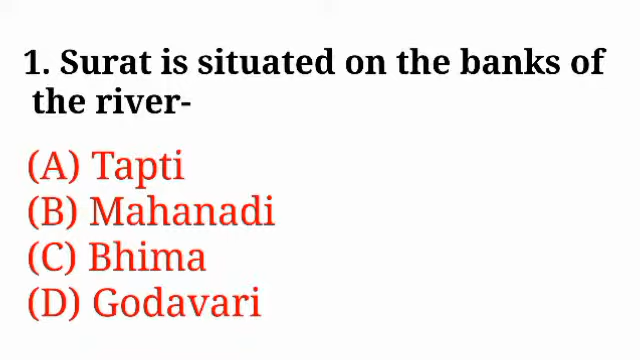 1. Surat is situated on the banks of
the river-
(A) Tapti
(B) Mahanadi
(C) Bhima
(D) Godavari